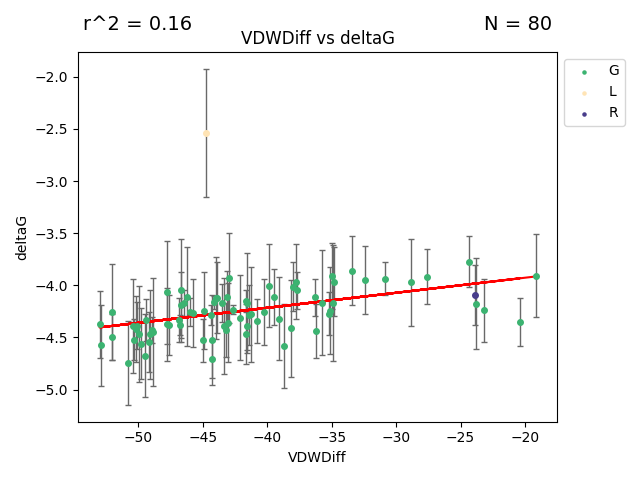 r^2 = 0.16
N = 80
VDWDiff vs deltaG
G
L
R
−2.0
−2.5
−3.0
−3.5
−4.0
−4.5
−5.0
deltaG
−50
−45
−40
−35
−30
−25
−20
VDWDiff